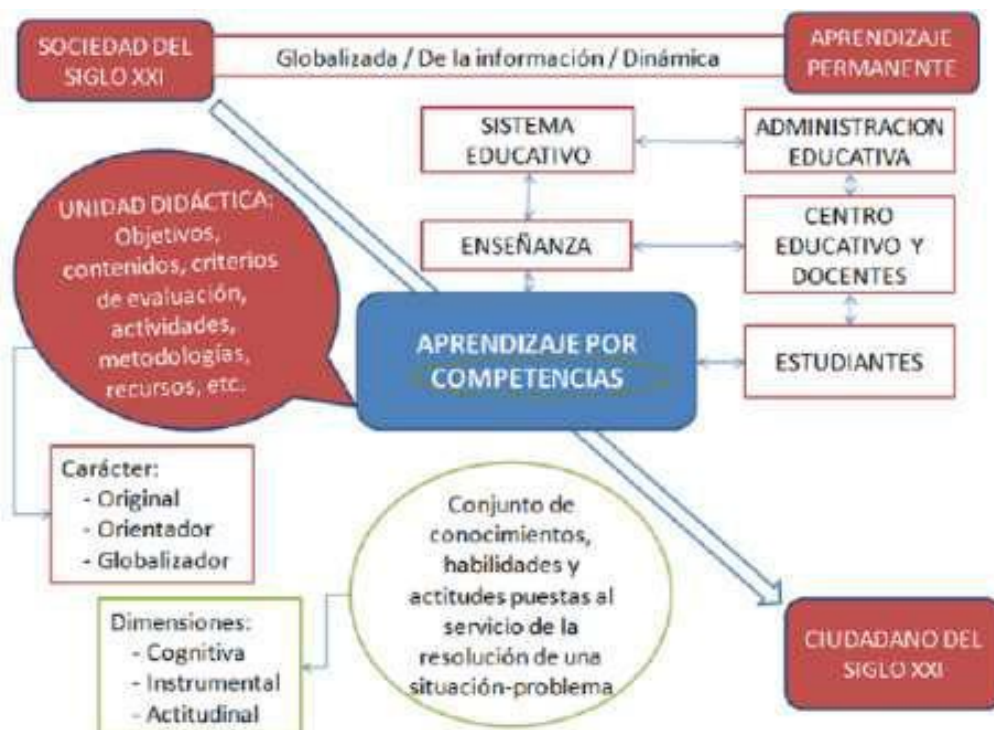 SOCIEDAD DEL
SIGLO XXI
Globalizada / De la información / Dinámica
APRENDIZAJE
PERMANENTE
SISTEMA
EDUCATIVO
ADMINISTRACION
EDUCATIVA
UNIDAD DIDÁCTICA:
Objetivos,
contenidos, criterios
de evaluación,
actividades,
metodologías,
recursos, etc.
ENSEÑANZA
CENTRO
EDUCATIVO Y
DOCENTES
APRENDIZAJE POR
COMPETENCIAS
ESTUDIANTES
Carácter:
- Original
- Orientador
- Globalizador
Conjunto de
conocimientos,
habilidades y
actitudes puestas al
servicio de la
resolución de una
situación-problema
Dimensiones:
- Cognitiva
- Instrumental
- Actitudinal
CIUDADANO DEL
SIGLO XXI